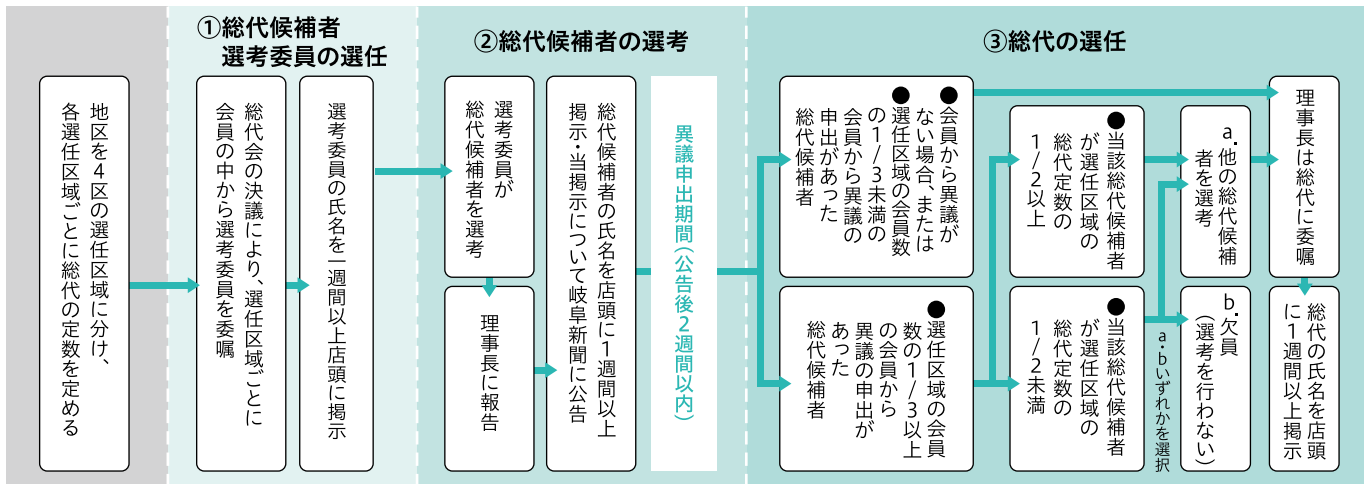 ①総代候補者
選考委員の選任
②総代候補者の選考
③総代の選任
地区を4区の選任区域に分け、
各選任区域ごとに総代の定数を定める
総代会の決議により、選任区域ごとに
会員の中から選考委員を委嘱
選考委員の氏名を一週間以上店頭に掲示
選考委員が
総代候補者を選考
理事長に報告
総代候補者の氏名を店頭に1週間以上
掲示・当掲示について岐阜新聞に公告
異議申出期間(公告後2週間以内)
●会員から異議が
ない場合、または
●選任区域の会員数
の1/3未満の
会員から異議の
申出があった
総代候補者
●選任区域の会員
数の1/3以上
の会員から
異議の申出が
あった
総代候補者
●当該総代候補者
が選任区域の
総代定数の
1/2以上
●当該総代候補者
が選任区域の
総代定数の
1/2未満
a・bいずれかを選択
a.他の総代候補
者を選考
b.欠員
(選考を行わない)
理事長は総代に委嘱
総代の氏名を店頭
に1週間以上掲示